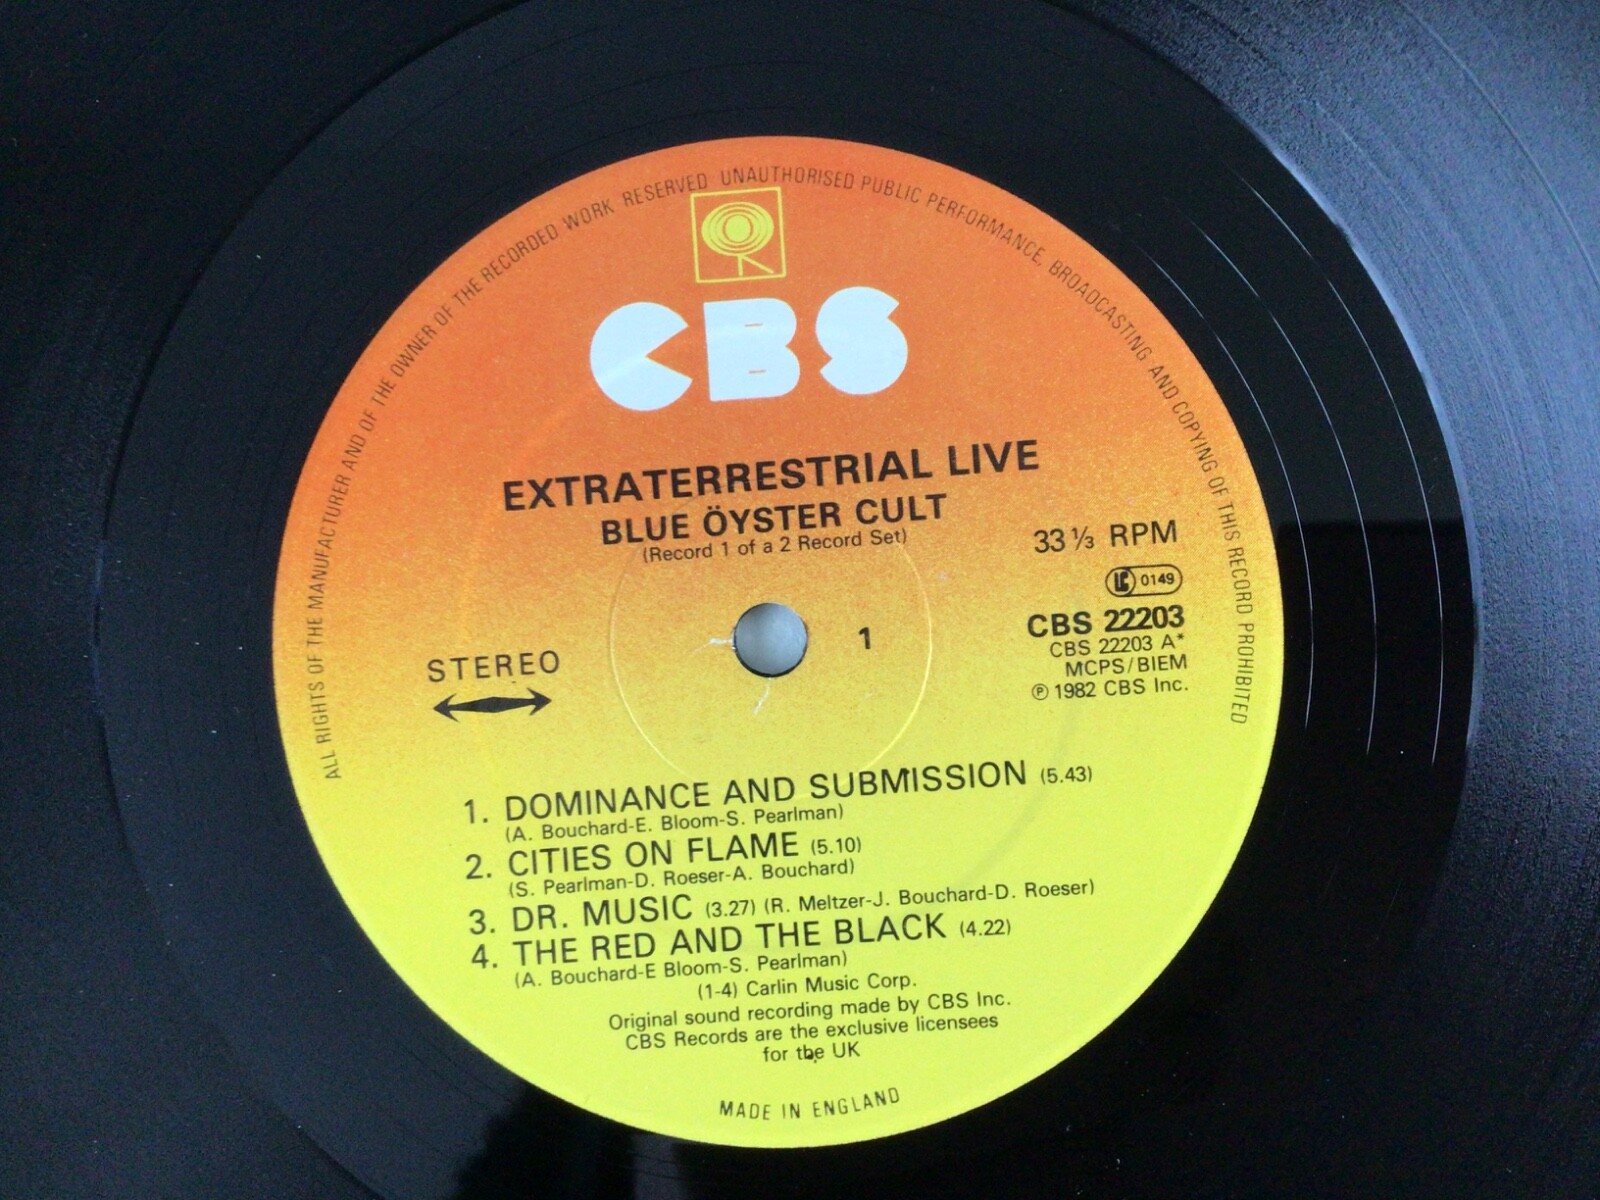 ALL RIGHTS OF THE MANUFACTURER AND OF THE OWNER OF THE RECORDED WORK RESERVED UNAUTHORISED PUBLIC PERFORMANCE, BROADCASTING AND COPYING OF THIS RECORD PROHIBITED
CBS
EXTRATERRESTRIAL LIVE
BLUE ÖYSTER CULT
(Record 1 of a 2 Record Set)
33⅓ RPM
LC 0149
STEREO
1
CBS 22203
CBS 22203 A*
MCPS/BIEM
℗ 1982 CBS Inc.
1. DOMINANCE AND SUBMISSION (5.43)
(A. Bouchard-E. Bloom-S. Pearlman)
2. CITIES ON FLAME (5.10)
(S. Pearlman-D. Roeser-A. Bouchard)
3. DR. MUSIC (3.27) (R. Meltzer-J. Bouchard-D. Roeser)
4. THE RED AND THE BLACK (4.22)
(A. Bouchard-E Bloom-S. Pearlman)
(1-4) Carlin Music Corp.
Original sound recording made by CBS Inc.
CBS Records are the exclusive licensees
for the UK
MADE IN ENGLAND